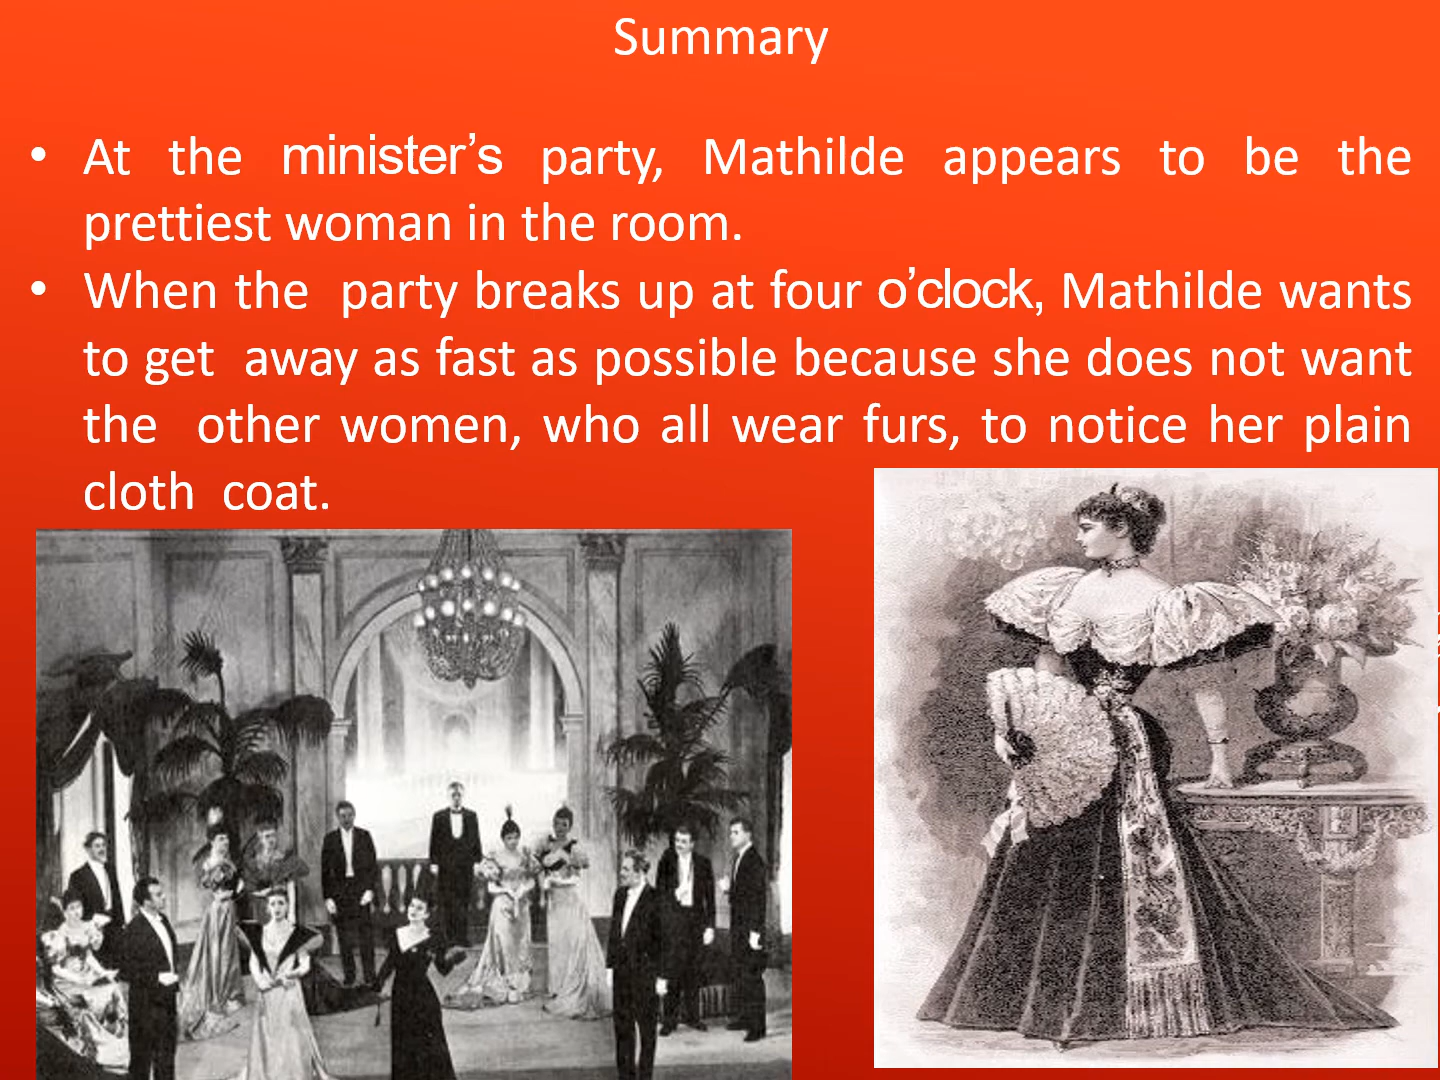 Summary
• At the minister’s party, Mathilde appears to be the
prettiest woman in the room.
• When the party breaks up at four o’clock, Mathilde wants
to get away as fast as possible because she does not want
the other women, who all wear furs, to notice her plain
cloth coat.